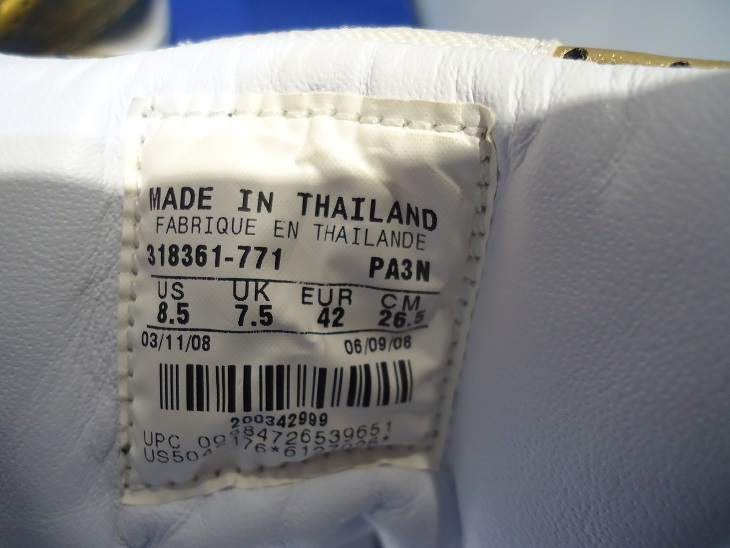 MADE IN THAILAND
FABRIQUE EN THAILANDE
318361-771 PA3N
US UK EUR CM
8.5 7.5 42 26.5
03/11/08 06/09/08
200342999
UPC